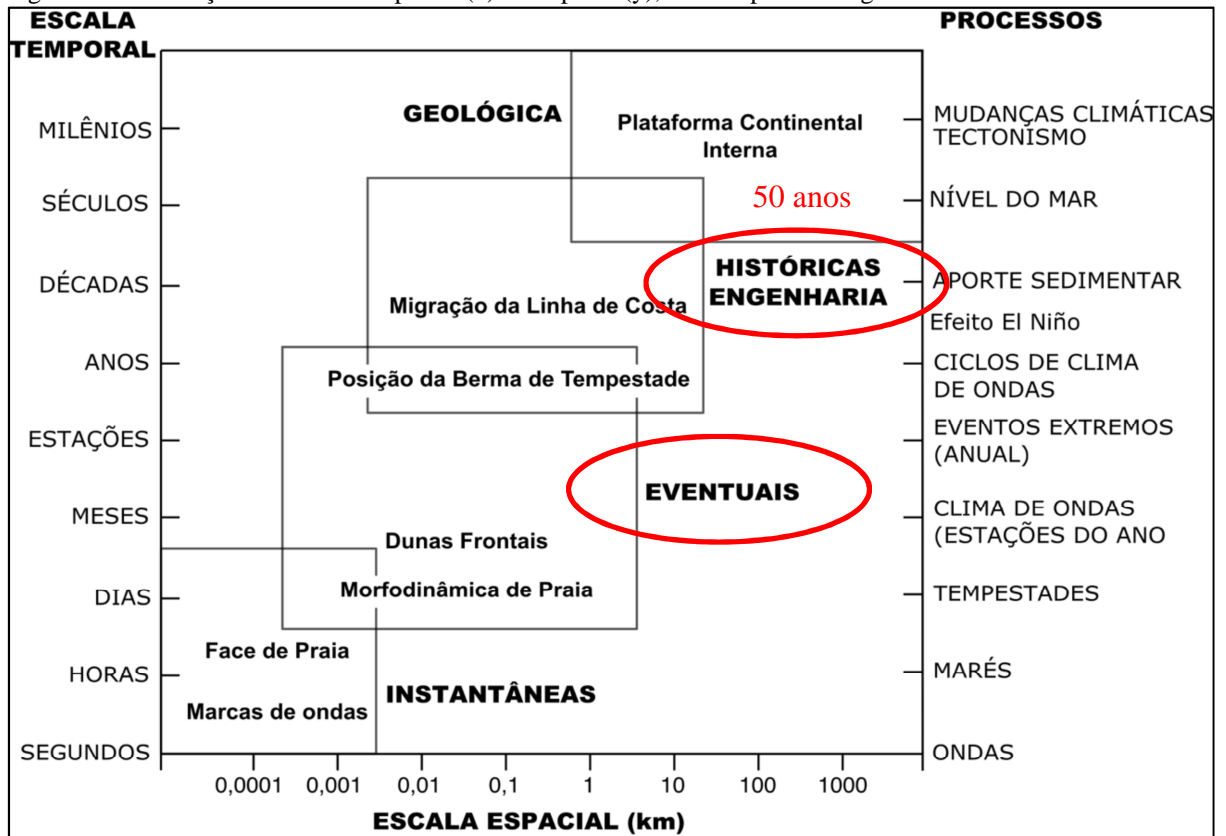 ESCALA
TEMPORAL
PROCESSOS
MILÊNIOS
SÉCULOS
DÉCADAS
ANOS
ESTAÇÕES
MESES
DIAS
HORAS
SEGUNDOS
GEOLÓGICA
Plataforma Continental
Interna
50 anos
HISTÓRICAS
ENGENHARIA
Migração da Linha de Costa
Posição da Berma de Tempestade
EVENTUAIS
Dunas Frontais
Morfodinâmica de Praia
Face de Praia
INSTANTÂNEAS
Marcas de ondas
MUDANÇAS CLIMÁTICAS
TECTONISMO
NÍVEL DO MAR
APORTE SEDIMENTAR
Efeito El Niño
CICLOS DE CLIMA
DE ONDAS
EVENTOS EXTREMOS
(ANUAL)
CLIMA DE ONDAS
(ESTAÇÕES DO ANO
TEMPESTADES
MARÉS
ONDAS
0,0001 0,001 0,01 0,1 1 10 100 1000
ESCALA ESPACIAL (km)